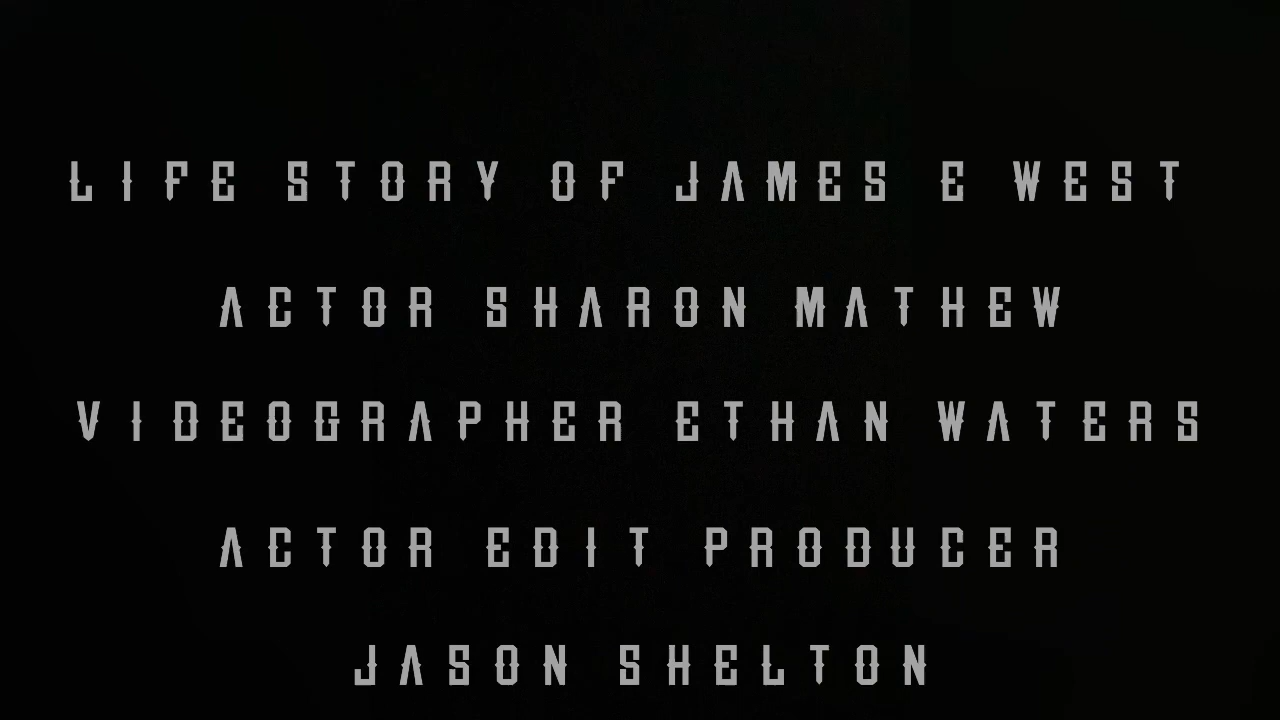 LIFE STORY OF JAMES E WEST
ACTOR SHARON MATHEW
VIDEOGRAPHER ETHAN WATERS
ACTOR EDIT PRODUCER
JASON SHELTON